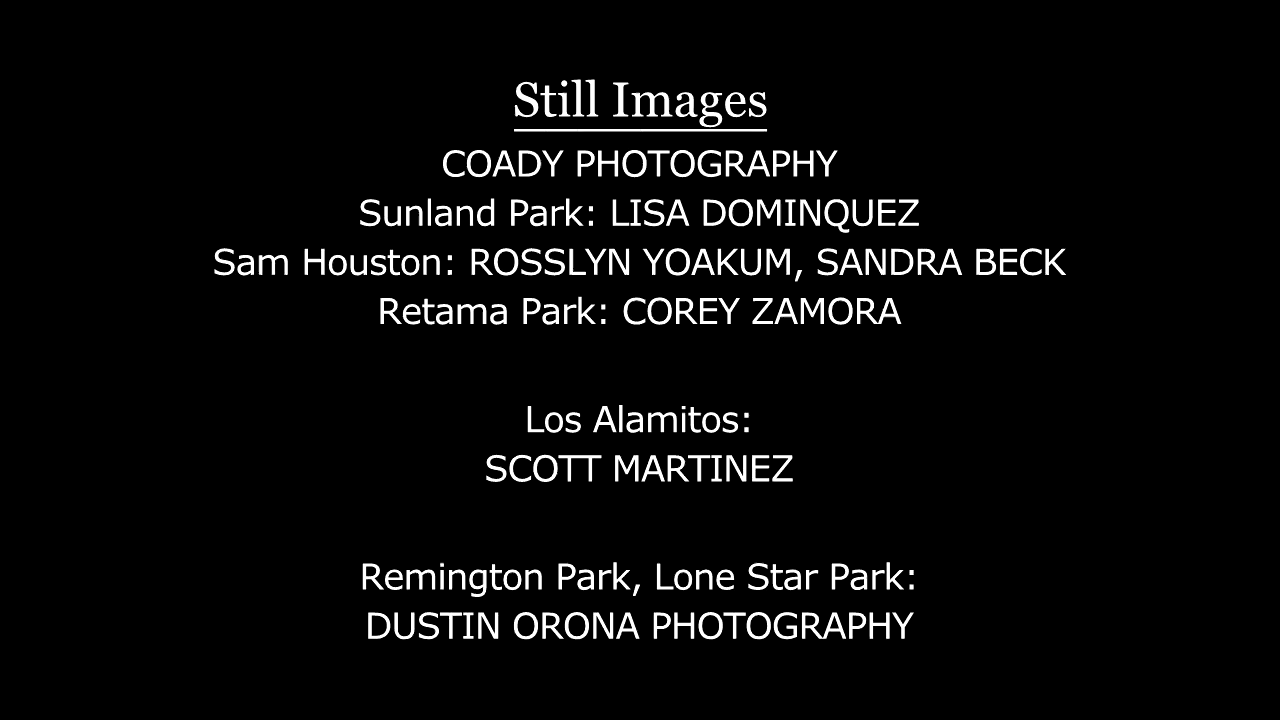 Still Images
COADY PHOTOGRAPHY
Sunland Park: LISA DOMINQUEZ
Sam Houston: ROSSLYN YOAKUM, SANDRA BECK
Retama Park: COREY ZAMORA
Los Alamitos:
SCOTT MARTINEZ
Remington Park, Lone Star Park:
DUSTIN ORONA PHOTOGRAPHY